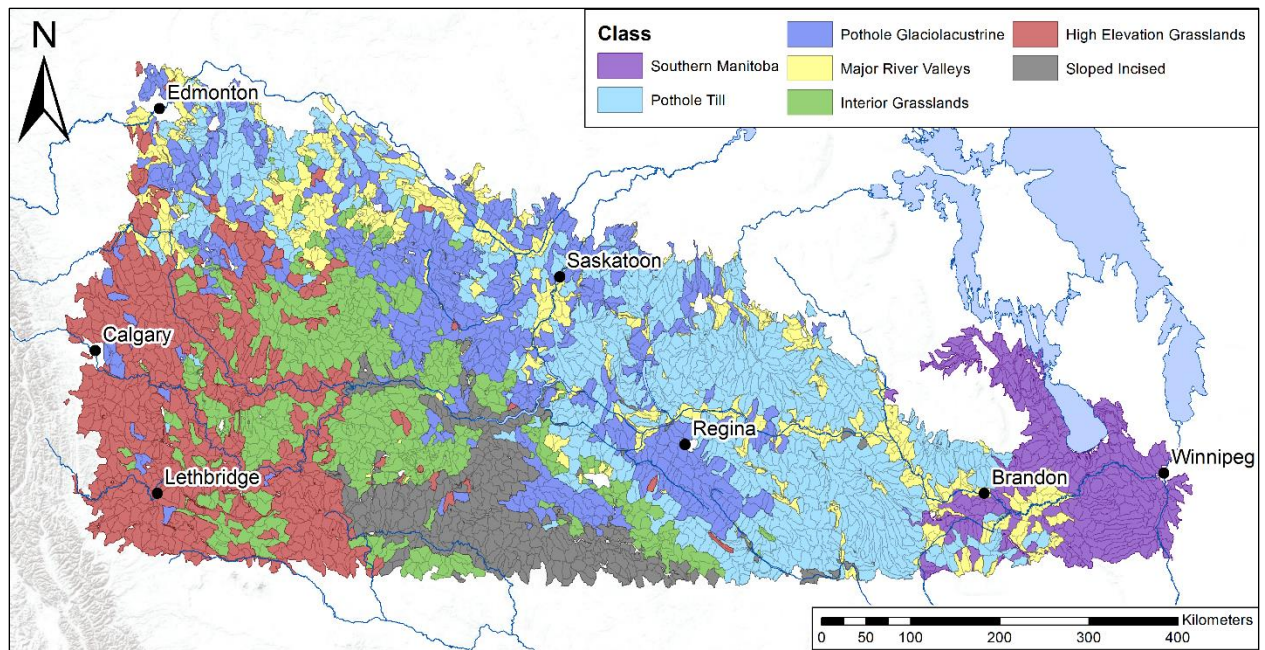 N
Class
Southern Manitoba
Pothole Till
Pothole Glaciolacustrine
Major River Valleys
Interior Grasslands
High Elevation Grasslands
Sloped Incised
Edmonton
Saskatoon
Calgary
Regina
Lethbridge
Brandon
Winnipeg
Kilometers
0 25 50 100 200 300 400